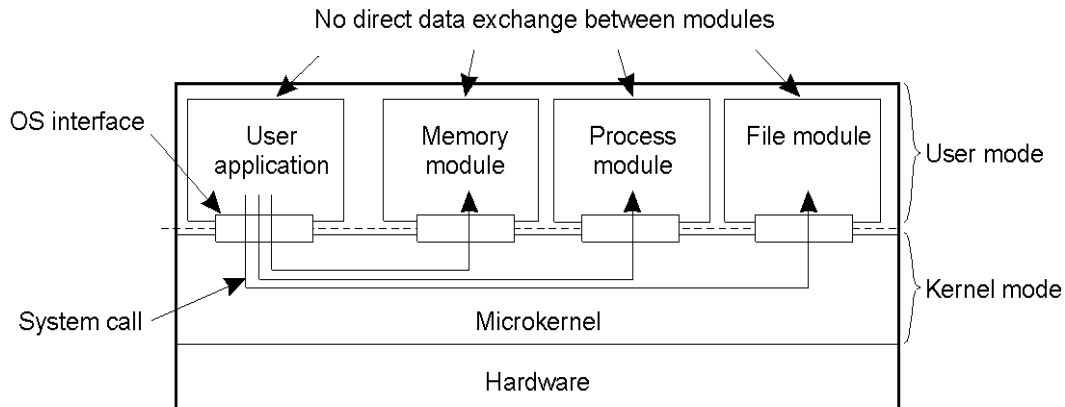 No direct data exchange between modules
OS interface
User
application
Memory
module
Process
module
File module
User mode
Kernel mode
System call
Microkernel
Hardware